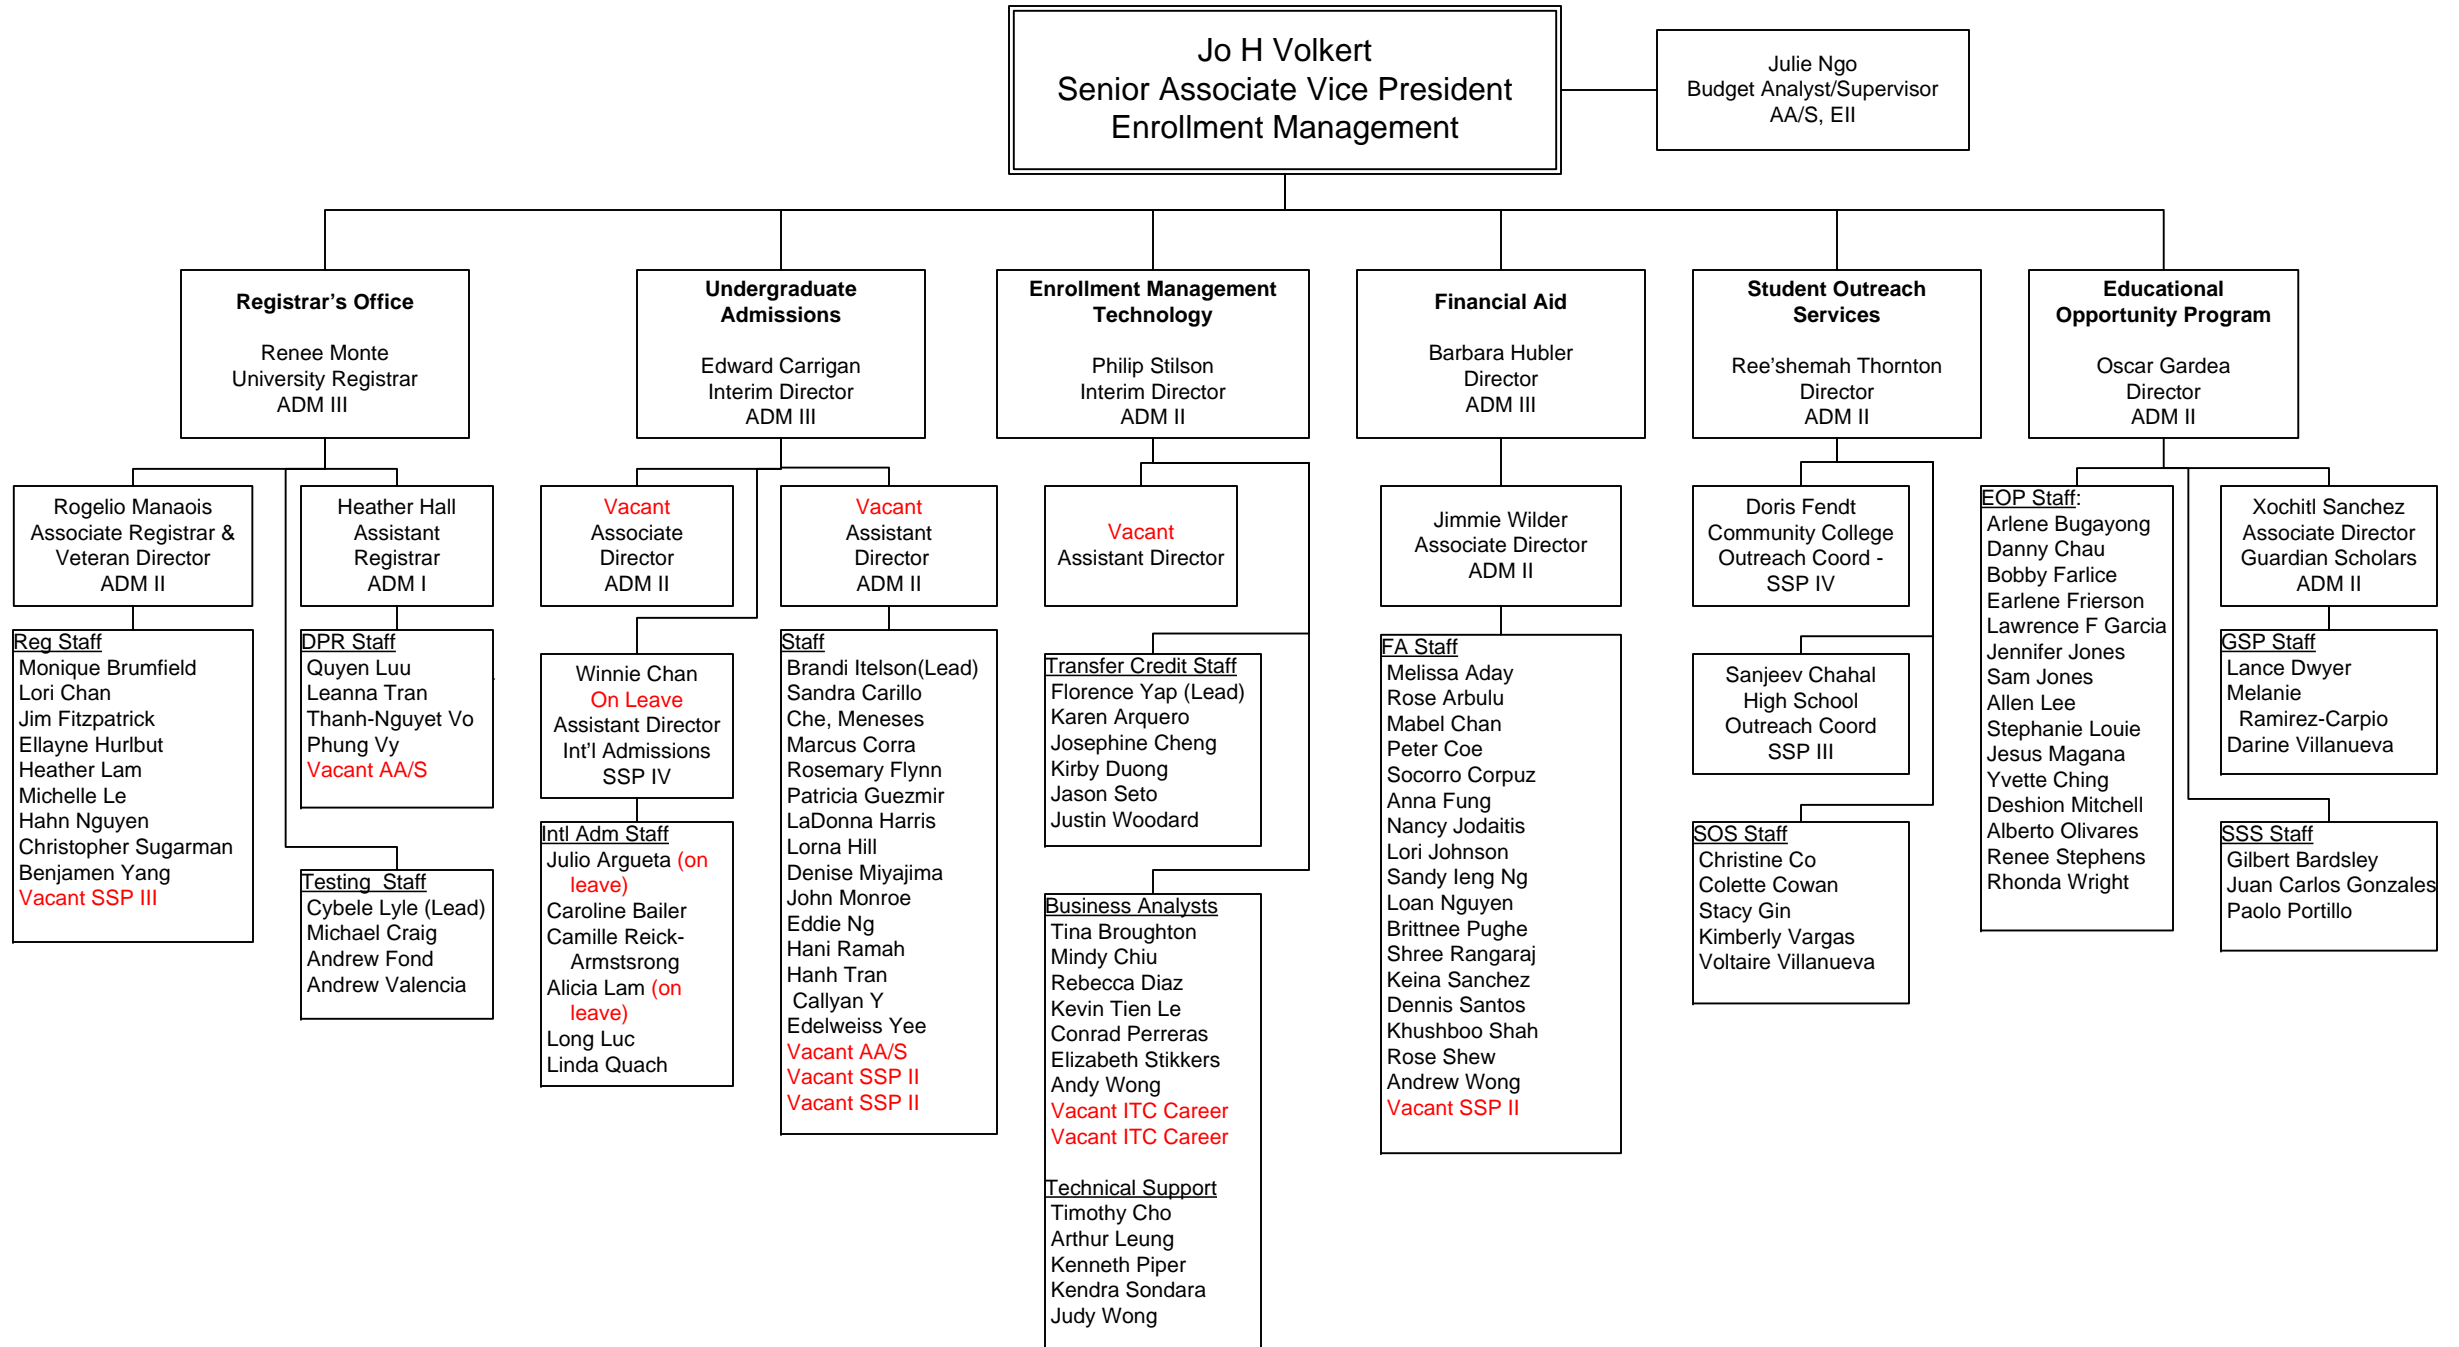 Jo H Volkert
Senior Associate Vice President
Enrollment Management
Julie Ngo
Budget Analyst/Supervisor
AA/S, EII
Registrar’s Office
Renee Monte
University Registrar
ADM III
Undergraduate
Admissions
Edward Carrigan
Interim Director
ADM III
Enrollment Management
Technology
Philip Stilson
Interim Director
ADM II
Financial Aid
Barbara Hubler
Director
ADM III
Student Outreach
Services
Ree’shemah Thornton
Director
ADM II
Educational
Opportunity Program
Oscar Gardea
Director
ADM II
Rogelio Manaois
Associate Registrar &
Veteran Director
ADM II
Heather Hall
Assistant
Registrar
ADM I
Vacant
Associate
Director
ADM II
Vacant
Assistant
Director
ADM II
Vacant
Assistant Director
Jimmie Wilder
Associate Director
ADM II
Doris Fendt
Community College
Outreach Coord -
SSP IV
EOP Staff:
Arlene Bugayong
Danny Chau
Bobby Farlice
Earlene Frierson
Lawrence F Garcia
Jennifer Jones
Sam Jones
Allen Lee
Stephanie Louie
Jesus Magana
Yvette Ching
Deshion Mitchell
Alberto Olivares
Renee Stephens
Rhonda Wright
Xochitl Sanchez
Associate Director
Guardian Scholars
ADM II
Reg Staff
Monique Brumfield
Lori Chan
Jim Fitzpatrick
Ellayne Hurlbut
Heather Lam
Michelle Le
Hahn Nguyen
Christopher Sugarman
Benjamen Yang
Vacant SSP III
DPR Staff
Quyen Luu
Leanna Tran
Thanh-Nguyet Vo
Phung Vy
Vacant AA/S
Testing  Staff
Cybele Lyle (Lead)
Michael Craig
Andrew Fond
Andrew Valencia
Winnie Chan
On Leave
Assistant Director
Int’l Admissions
SSP IV
Intl Adm Staff
Julio Argueta (on
leave)
Caroline Bailer
Camille Reick-
Armstsrong
Alicia Lam (on
leave)
Long Luc
Linda Quach
Staff
Brandi Itelson(Lead)
Sandra Carillo
Che, Meneses
Marcus Corra
Rosemary Flynn
Patricia Guezmir
LaDonna Harris
Lorna Hill
Denise Miyajima
John Monroe
Eddie Ng
Hani Ramah
Hanh Tran
Callyan Y
Edelweiss Yee
Vacant AA/S
Vacant SSP II
Vacant SSP II
Transfer Credit Staff
Florence Yap (Lead)
Karen Arquero
Josephine Cheng
Kirby Duong
Jason Seto
Justin Woodard
Business Analysts
Tina Broughton
Mindy Chiu
Rebecca Diaz
Kevin Tien Le
Conrad Perreras
Elizabeth Stikkers
Andy Wong
Vacant ITC Career
Vacant ITC Career
Technical Support
Timothy Cho
Arthur Leung
Kenneth Piper
Kendra Sondara
Judy Wong
FA Staff
Melissa Aday
Rose Arbulu
Mabel Chan
Peter Coe
Socorro Corpuz
Anna Fung
Nancy Jodaitis
Lori Johnson
Sandy Ieng Ng
Loan Nguyen
Brittnee Pughe
Shree Rangaraj
Keina Sanchez
Dennis Santos
Khushboo Shah
Rose Shew
Andrew Wong
Vacant SSP II
Sanjeev Chahal
High School
Outreach Coord
SSP III
SOS Staff
Christine Co
Colette Cowan
Stacy Gin
Kimberly Vargas
Voltaire Villanueva
GSP Staff
Lance Dwyer
Melanie
Ramirez-Carpio
Darine Villanueva
SSS Staff
Gilbert Bardsley
Juan Carlos Gonzales
Paolo Portillo